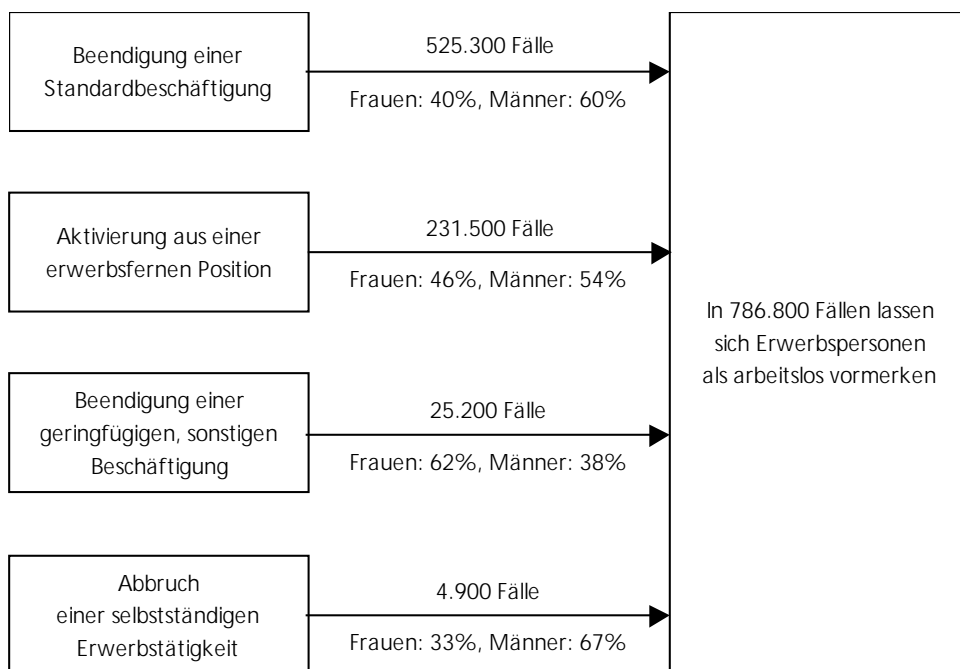 Beendigung einer
Standardbeschäftigung
525.300 Fälle
Frauen: 40%, Männer: 60%
Aktivierung aus einer
erwerbsfernen Position
231.500 Fälle
Frauen: 46%, Männer: 54%
Beendigung einer
geringfügigen, sonstigen
Beschäftigung
25.200 Fälle
Frauen: 62%, Männer: 38%
Abbruch
einer selbstständigen
Erwerbstätigkeit
4.900 Fälle
Frauen: 33%, Männer: 67%
In 786.800 Fällen lassen
sich Erwerbspersonen
als arbeitslos vormerken